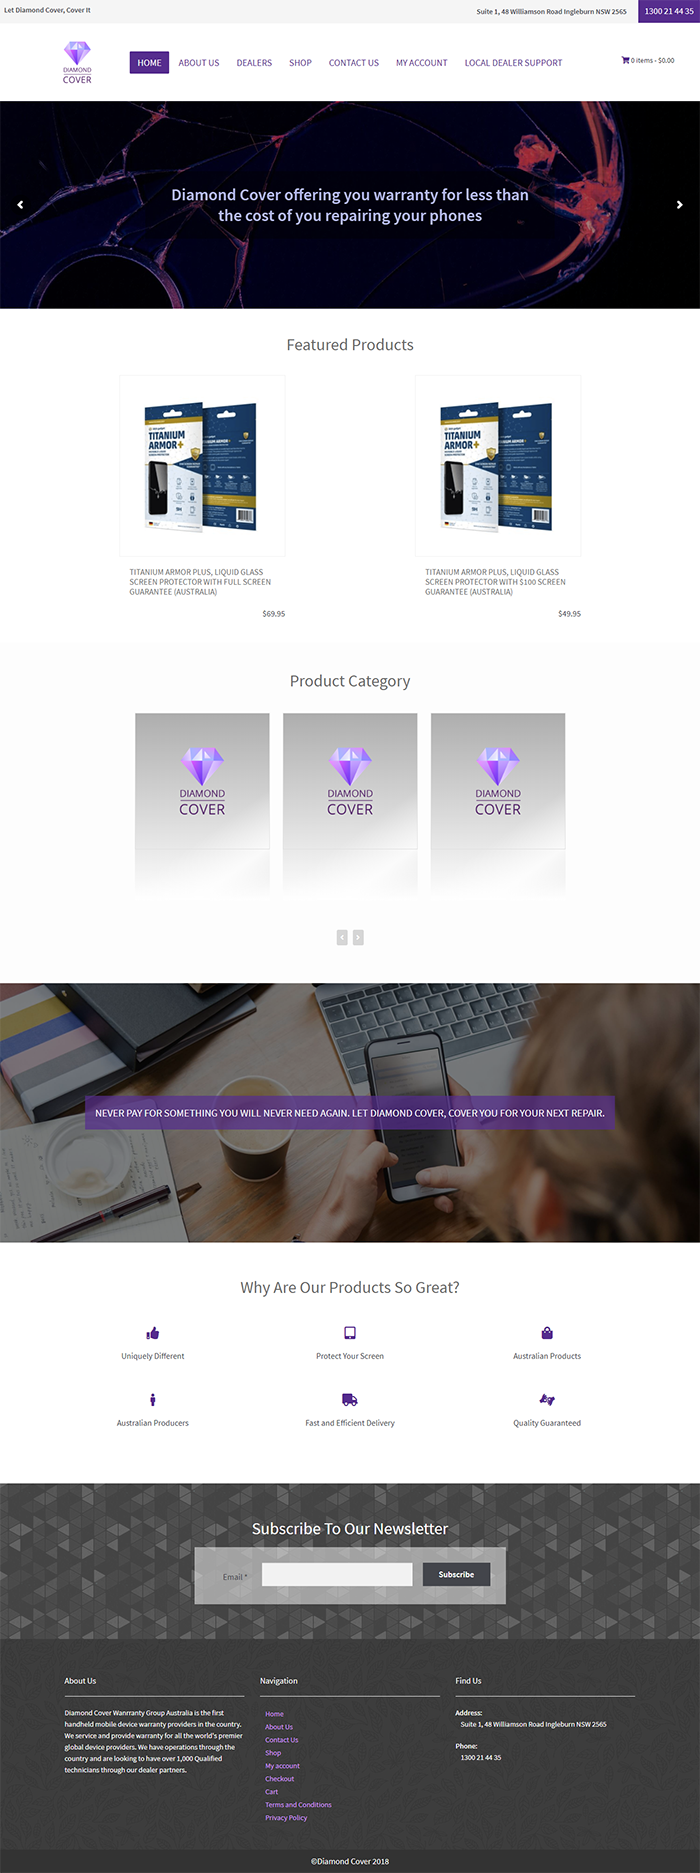 Let Diamond Cover, Cover It
Suite 1, 48 Williamson Road Ingleburn NSW 2565
1300 21 44 35
DIAMOND
COVER
HOME
ABOUT US
DEALERS
SHOP
CONTACT US
MY ACCOUNT
LOCAL DEALER SUPPORT
0 items - $0.00
Diamond Cover offering you warranty for less than
the cost of you repairing your phones
Featured Products
TITANIUM
ARMOR+
TITANIUM
ARMOR+
TITANIUM ARMOR PLUS, LIQUID GLASS
SCREEN PROTECTOR WITH FULL SCREEN
GUARANTEE (AUSTRALIA)
$69.95
TITANIUM ARMOR PLUS, LIQUID GLASS
SCREEN PROTECTOR WITH $100 SCREEN
GUARANTEE (AUSTRALIA)
$49.95
Product Category
DIAMOND
COVER
DIAMOND
COVER
DIAMOND
COVER
NEVER PAY FOR SOMETHING YOU WILL NEVER NEED AGAIN. LET DIAMOND COVER, COVER YOU FOR YOUR NEXT REPAIR.
Why Are Our Products So Great?
Uniquely Different
Protect Your Screen
Australian Products
Australian Producers
Fast and Efficient Delivery
Quality Guaranteed
Subscribe To Our Newsletter
Email *
Subscribe
About Us
Diamond Cover Wanrranty Group Australia is the first
handheld mobile device warranty providers in the country.
We service and provide warranty for all the world's premier
global device providers. We have operations through the
country and are looking to have over 1,000 Qualified
technicians through our dealer partners.
Navigation
Home
About Us
Contact Us
Shop
My account
Checkout
Cart
Terms and Conditions
Privacy Policy
Find Us
Address:
Suite 1, 48 Williamson Road Ingleburn NSW 2565
Phone:
1300 21 44 35
©Diamond Cover 2018